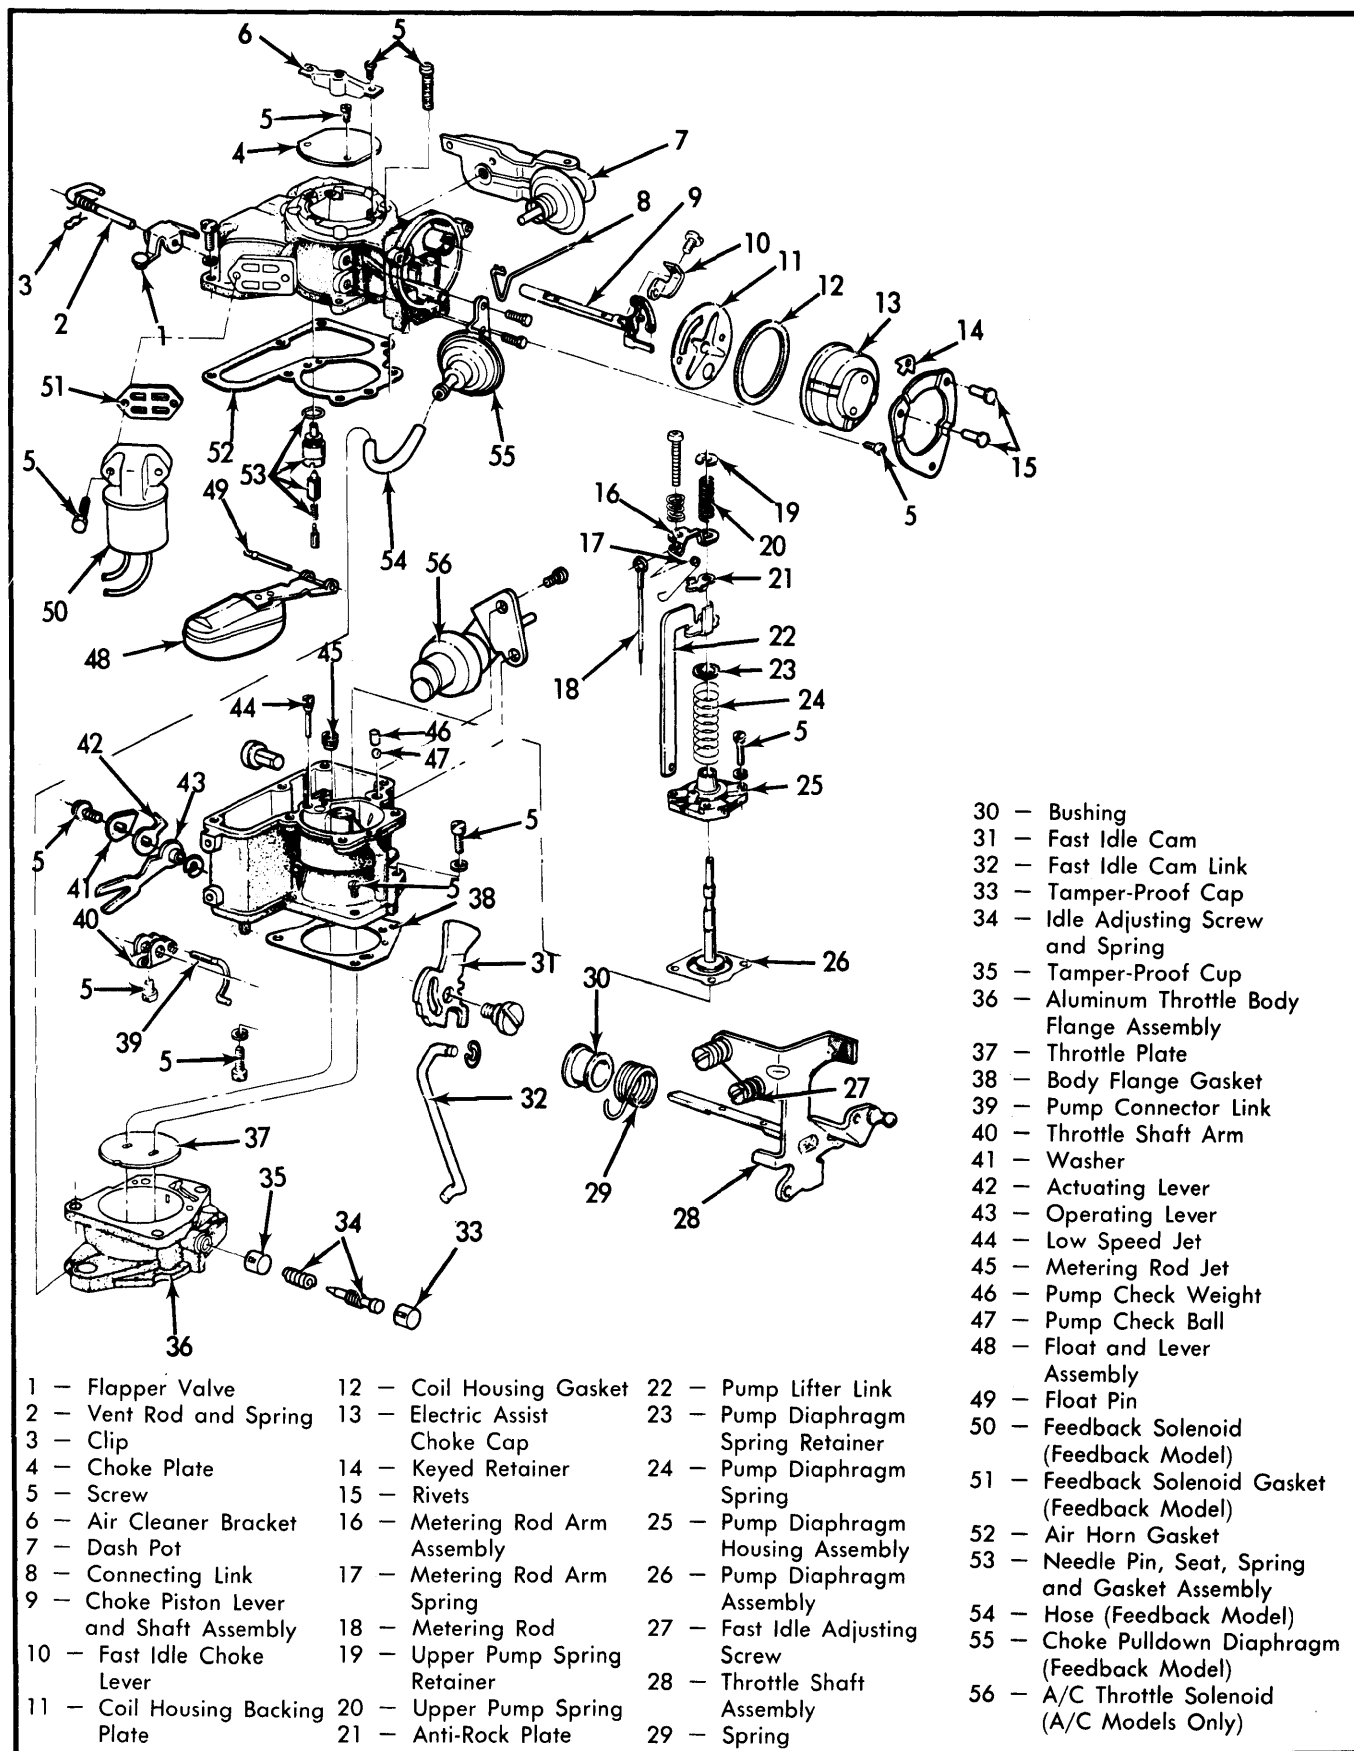 5
6
5
4
7
8
9
10
11
12
13
14
3
2
1
51
52
53
55
15
5
5
54
49
50
16
17
19
20
21
56
48
18
22
23
24
45
44
46
47
5
25
42
43
5
41
5
5
38
40
31
26
5
39
5
30
32
27
29
28
37
35
34
33
36
1 – Flapper Valve
2 – Vent Rod and Spring
3 – Clip
4 – Choke Plate
5 – Screw
6 – Air Cleaner Bracket
7 – Dash Pot
8 – Connecting Link
9 – Choke Piston Lever
and Shaft Assembly
10 – Fast Idle Choke
Lever
11 – Coil Housing Backing
Plate
12 – Coil Housing Gasket
13 – Electric Assist
Choke Cap
14 – Keyed Retainer
15 – Rivets
16 – Metering Rod Arm
Assembly
17 – Metering Rod Arm
Spring
18 – Metering Rod
19 – Upper Pump Spring
Retainer
20 – Upper Pump Spring
21 – Anti-Rock Plate
22 – Pump Lifter Link
23 – Pump Diaphragm
Spring Retainer
24 – Pump Diaphragm
Spring
25 – Pump Diaphragm
Housing Assembly
26 – Pump Diaphragm
Assembly
27 – Fast Idle Adjusting
Screw
28 – Throttle Shaft
Assembly
29 – Spring
30 – Bushing
31 – Fast Idle Cam
32 – Fast Idle Cam Link
33 – Tamper-Proof Cap
34 – Idle Adjusting Screw
and Spring
35 – Tamper-Proof Cup
36 – Aluminum Throttle Body
Flange Assembly
37 – Throttle Plate
38 – Body Flange Gasket
39 – Pump Connector Link
40 – Throttle Shaft Arm
41 – Washer
42 – Actuating Lever
43 – Operating Lever
44 – Low Speed Jet
45 – Metering Rod Jet
46 – Pump Check Weight
47 – Pump Check Ball
48 – Float and Lever
Assembly
49 – Float Pin
50 – Feedback Solenoid
(Feedback Model)
51 – Feedback Solenoid Gasket
(Feedback Model)
52 – Air Horn Gasket
53 – Needle Pin, Seat, Spring
and Gasket Assembly
54 – Hose (Feedback Model)
55 – Choke Pulldown Diaphragm
(Feedback Model)
56 – A/C Throttle Solenoid
(A/C Models Only)